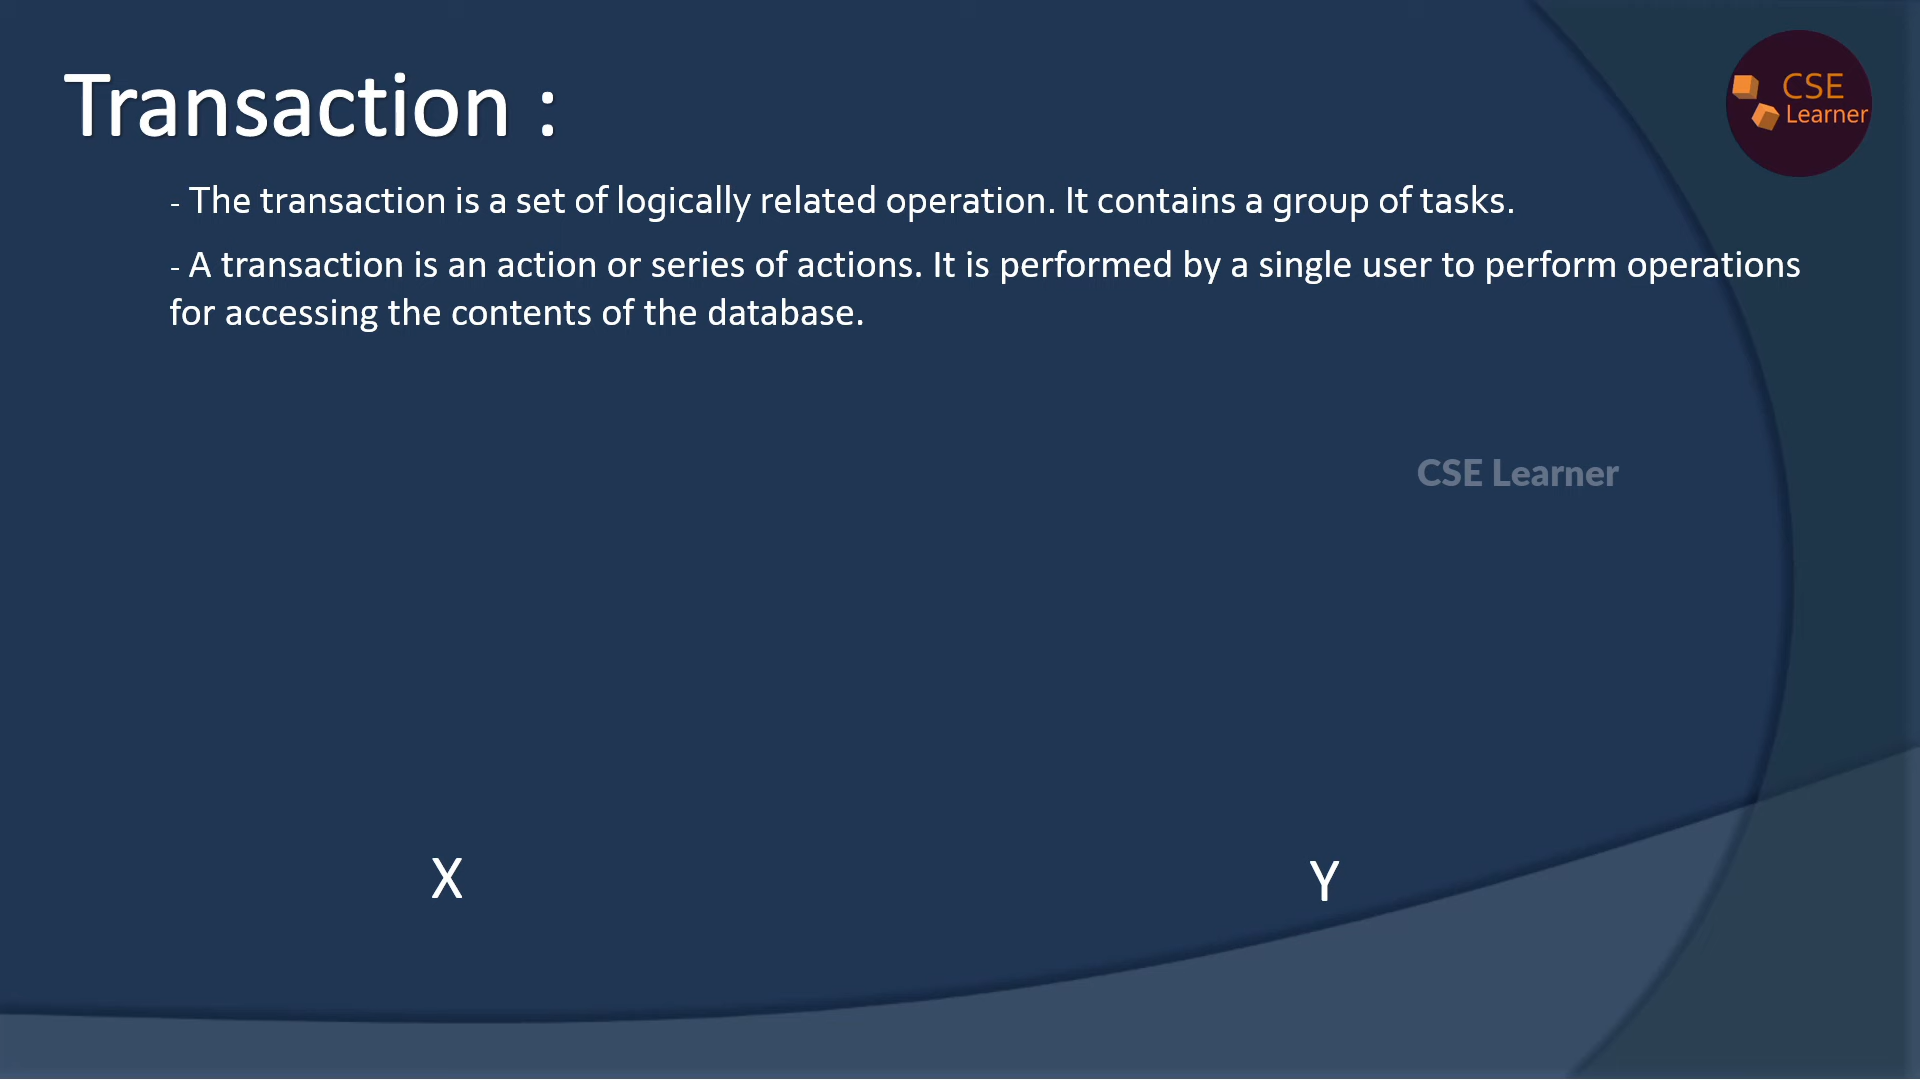 Transaction :
CSE
Learner
- The transaction is a set of logically related operation. It contains a group of tasks.
- A transaction is an action or series of actions. It is performed by a single user to perform operations
for accessing the contents of the database.
CSE Learner
X
Y